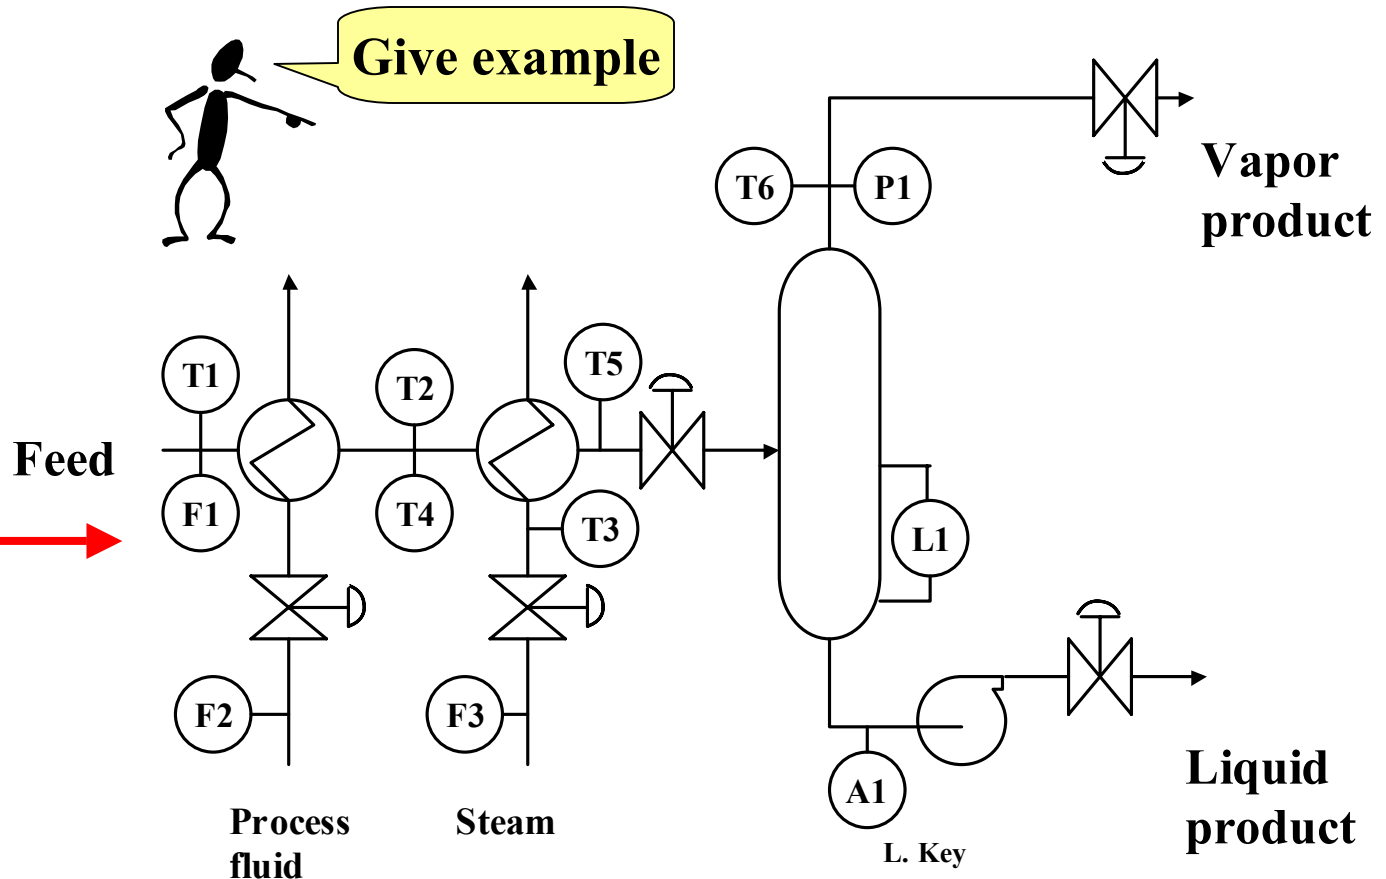 Give example
T6
P1
Vapor
product
T1
T2
T5
Feed
F1
T4
T3
L1
F2
F3
A1
Liquid
product
Process
fluid
Steam
L. Key